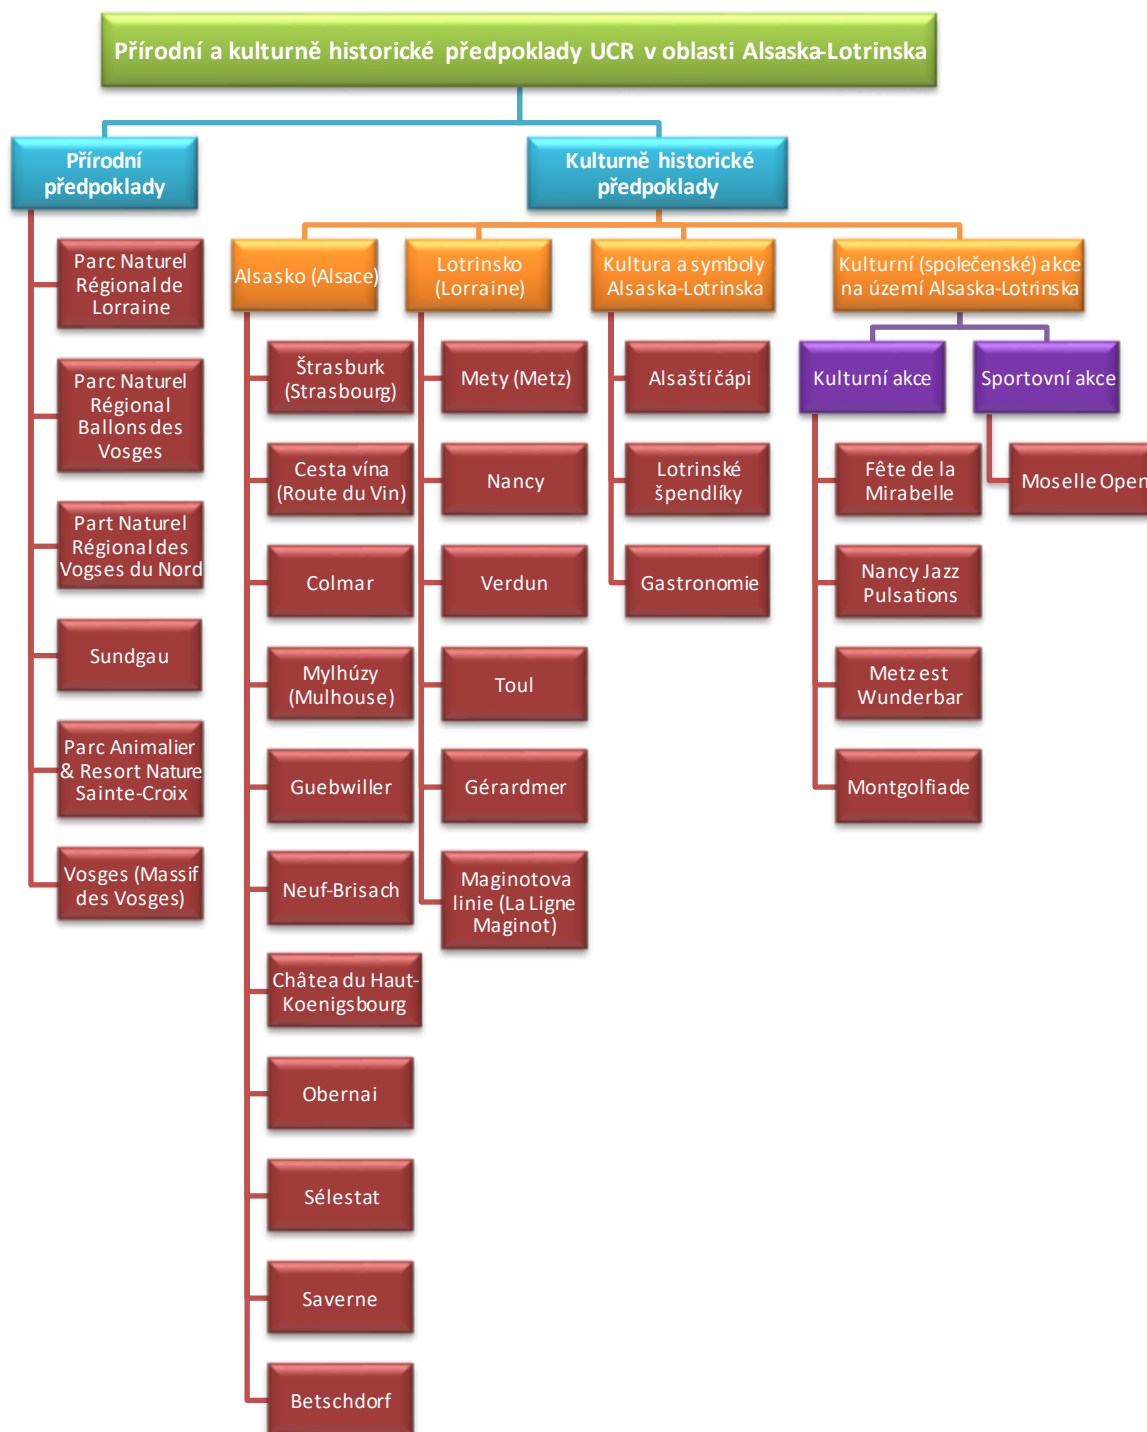 Přírodní a kulturně historické předpoklady UCR v oblasti Alsaska-Lotrinska
Přírodní
předpoklady
Kulturně historické
předpoklady
Parc Naturel
Régional de
Lorraine
Parc Naturel
Régional
Ballons des
Vosges
Part Naturel
Régional des
Vogses du Nord
Sundgau
Parc Animalier
& Resort Nature
Sainte-Croix
Vosges (Massif
des Vosges)
Alsasko (Alsace)
Štrasburk
(Strasbourg)
Cesta vína
(Route du Vin)
Colmar
Mylhúzy
(Mulhouse)
Guebwiller
Neuf-Brisach
Châtea du Haut-
Koenigsbourg
Obernai
Sélestat
Saverne
Betschdorf
Lotrinsko
(Lorraine)
Mety (Metz)
Nancy
Verdun
Toul
Gérardmer
Maginotova
linie (La Ligne
Maginot)
Kultura a symboly
Alsaska-Lotrinska
Alsaští čápi
Lotrinské
špendlíky
Gastronomie
Kulturní (společenské) akce
na území Alsaska-Lotrinska
Kulturní akce
Fête de la
Mirabelle
Nancy Jazz
Pulsations
Metz est
Wunderbar
Montgolfiade
Sportovní akce
Moselle Open